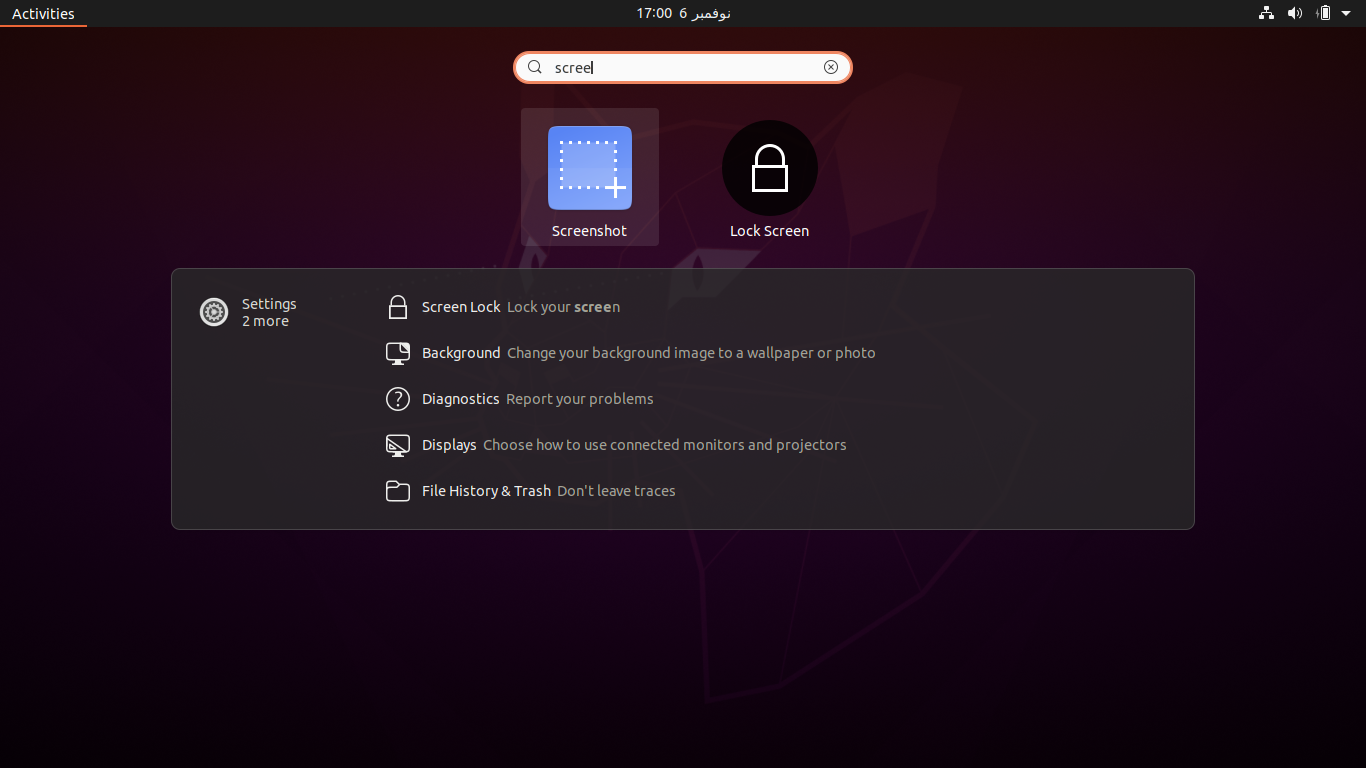 Activities
17:00 نوفمبر 6
scree
Screenshot
Lock Screen
Settings
2 more
Screen Lock Lock your screen
Background Change your background image to a wallpaper or photo
Diagnostics Report your problems
Displays Choose how to use connected monitors and projectors
File History & Trash Don't leave traces